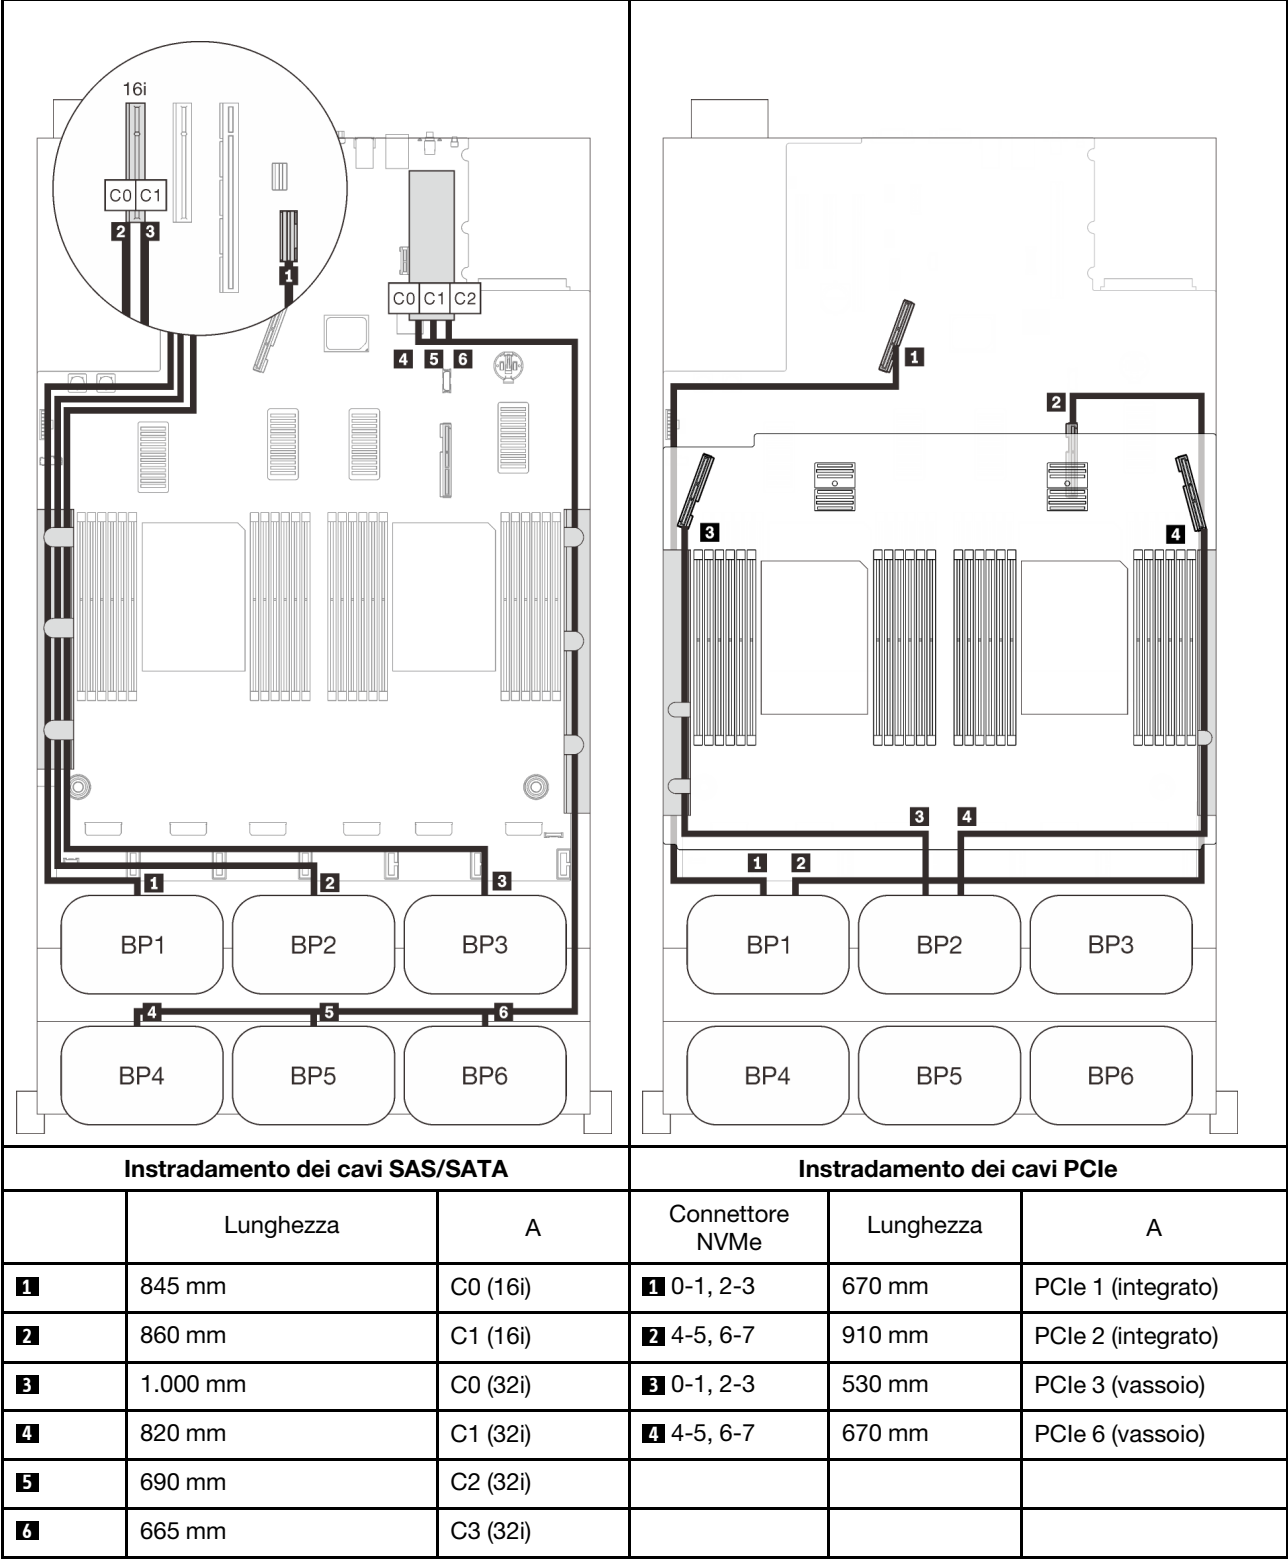 16i
C0 C1
2 3
1
C0 C1 C2
4 5 6
1 2 3
BP1 BP2 BP3
4 5 6
BP4 BP5 BP6
1
2
3 4
3 4
1 2
BP1 BP2 BP3
BP4 BP5 BP6
Instradamento dei cavi SAS/SATA
Lunghezza A
1 845 mm C0 (16i)
2 860 mm C1 (16i)
3 1.000 mm C0 (32i)
4 820 mm C1 (32i)
5 690 mm C2 (32i)
6 665 mm C3 (32i)
Instradamento dei cavi PCIe
Connettore
NVMe Lunghezza A
1 0-1, 2-3 670 mm PCIe 1 (integrato)
2 4-5, 6-7 910 mm PCIe 2 (integrato)
3 0-1, 2-3 530 mm PCIe 3 (vassoio)
4 4-5, 6-7 670 mm PCIe 6 (vassoio)